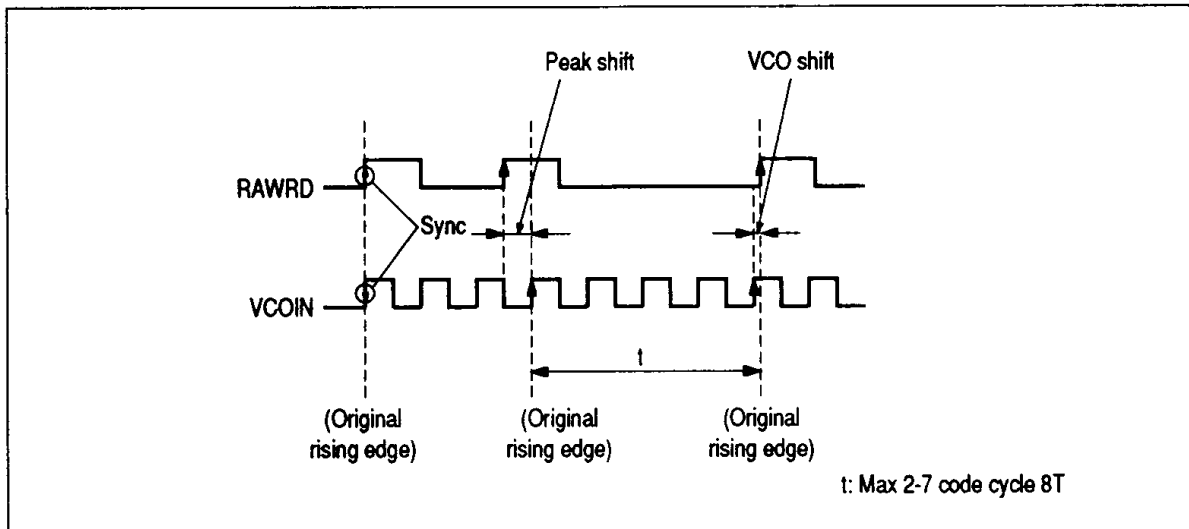 Peak shift
VCO shift
RAWRD
Sync
VCOIN
t
(Original
rising edge)
(Original
rising edge)
(Original
rising edge)
t: Max 2-7 code cycle 8T